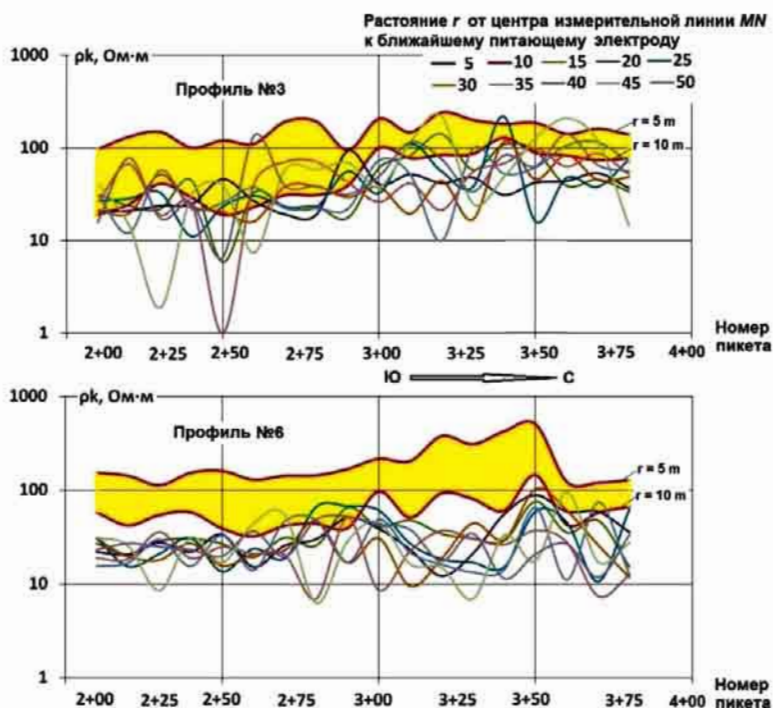 Растояние r от центра измерительной линии MN
к ближайшему питающему электроду
5 10 15 20 25
30 35 40 45 50
1000
ρk, Ом·м
Профиль №3
100
r = 5 m
r = 10 m
10
1
2+00 2+25 2+50 2+75 3+00 3+25 3+50 3+75 4+00
Номер
пикета
Ю С
1000
ρk, Ом·м
Профиль №6
100
r = 5 m
r = 10 m
10
1
2+00 2+25 2+50 2+75 3+00 3+25 3+50 3+75 4+00
Номер
пикета